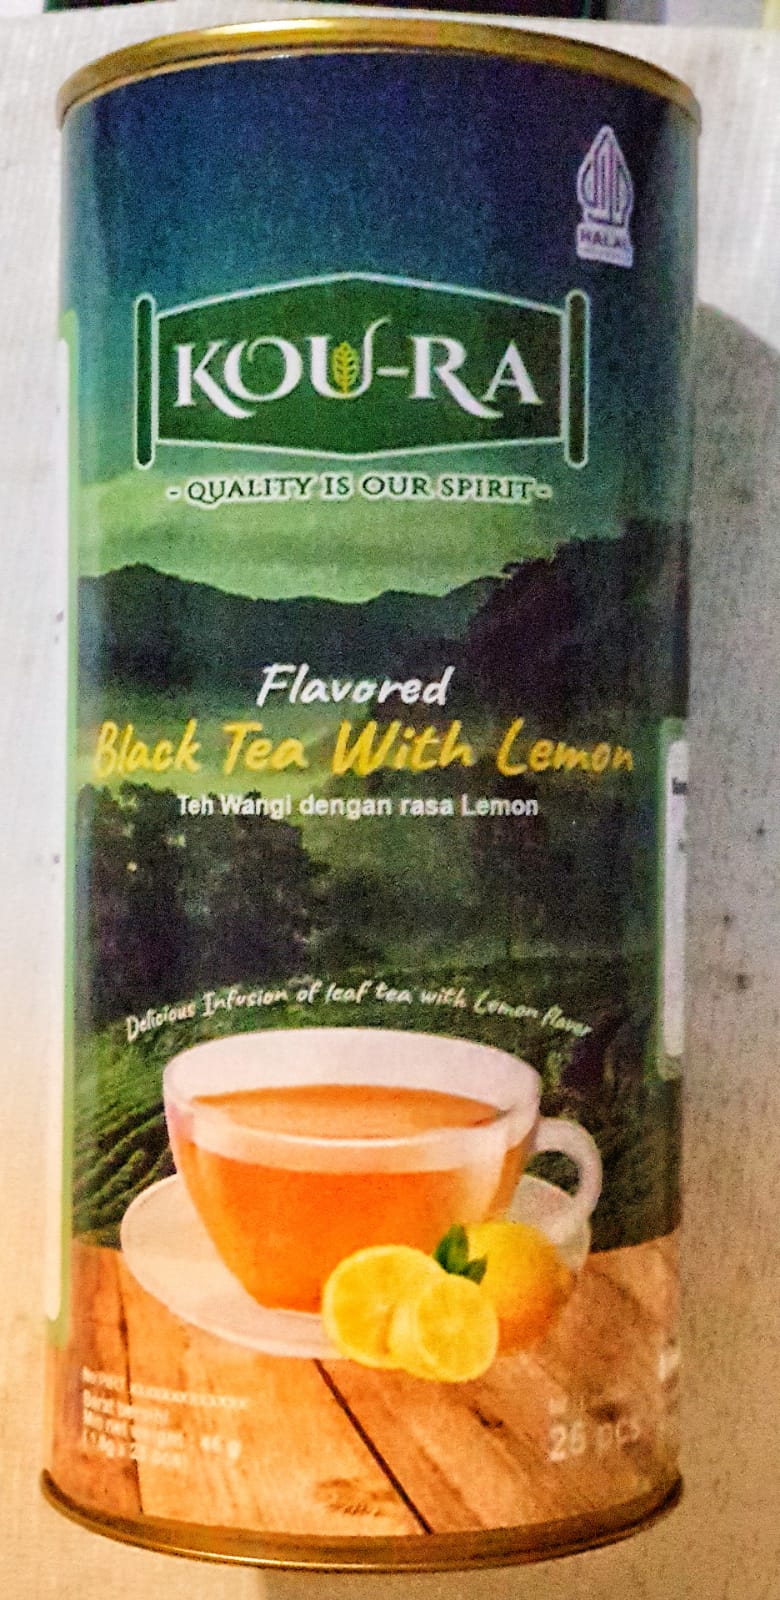 HALAL
KOU-RA
- QUALITY IS OUR SPIRIT -
Flavored
Black Tea With Lemon
Teh Wangi dengan rasa Lemon
Delicious Infusion of leaf tea with Lemon flavor